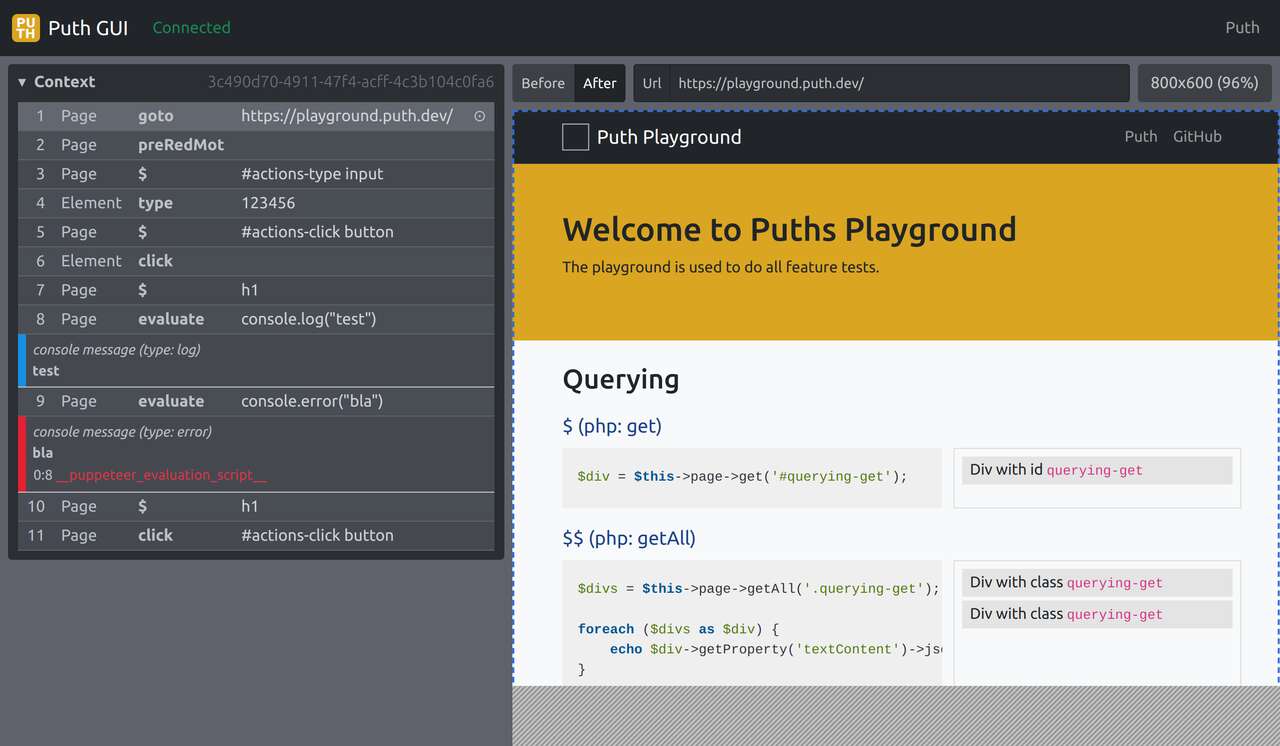 PU
TH
Puth GUI Connected Puth
▼ Context 3c490d70-4911-47f4-acff-4c3b104c0fa6
1 Page goto https://playground.puth.dev/
2 Page preRedMot
3 Page $ #actions-type input
4 Element type 123456
5 Page $ #actions-click button
6 Element click
7 Page $ h1
8 Page evaluate console.log("test")
console message (type: log)
test
9 Page evaluate console.error("bla")
console message (type: error)
bla
0:8 __puppeteer_evaluation_script__
10 Page $ h1
11 Page click #actions-click button
Before After Url https://playground.puth.dev/ 800x600 (96%)
Puth Playground Puth GitHub
Welcome to Puths Playground
The playground is used to do all feature tests.
Querying
$ (php: get)
$div = $this->page->get('#querying-get');
Div with id querying-get
$$ (php: getAll)
$divs = $this->page->getAll('.querying-get');
foreach ($divs as $div) {
echo $div->getProperty('textContent')->jso
}
Div with class querying-get
Div with class querying-get